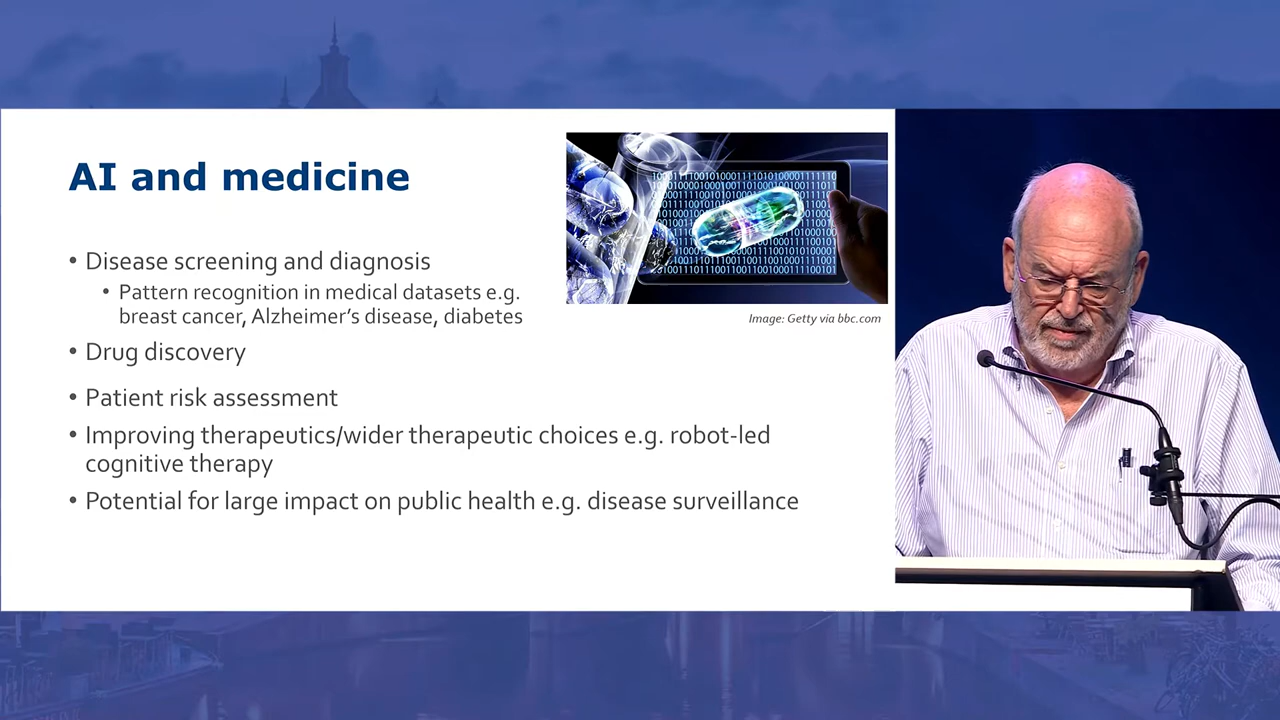 AI and medicine
• Disease screening and diagnosis
• Pattern recognition in medical datasets e.g.
breast cancer, Alzheimer's disease, diabetes
Image: Getty via bbc.com
• Drug discovery
• Patient risk assessment
• Improving therapeutics/wider therapeutic choices e.g. robot-led
cognitive therapy
• Potential for large impact on public health e.g. disease surveillance